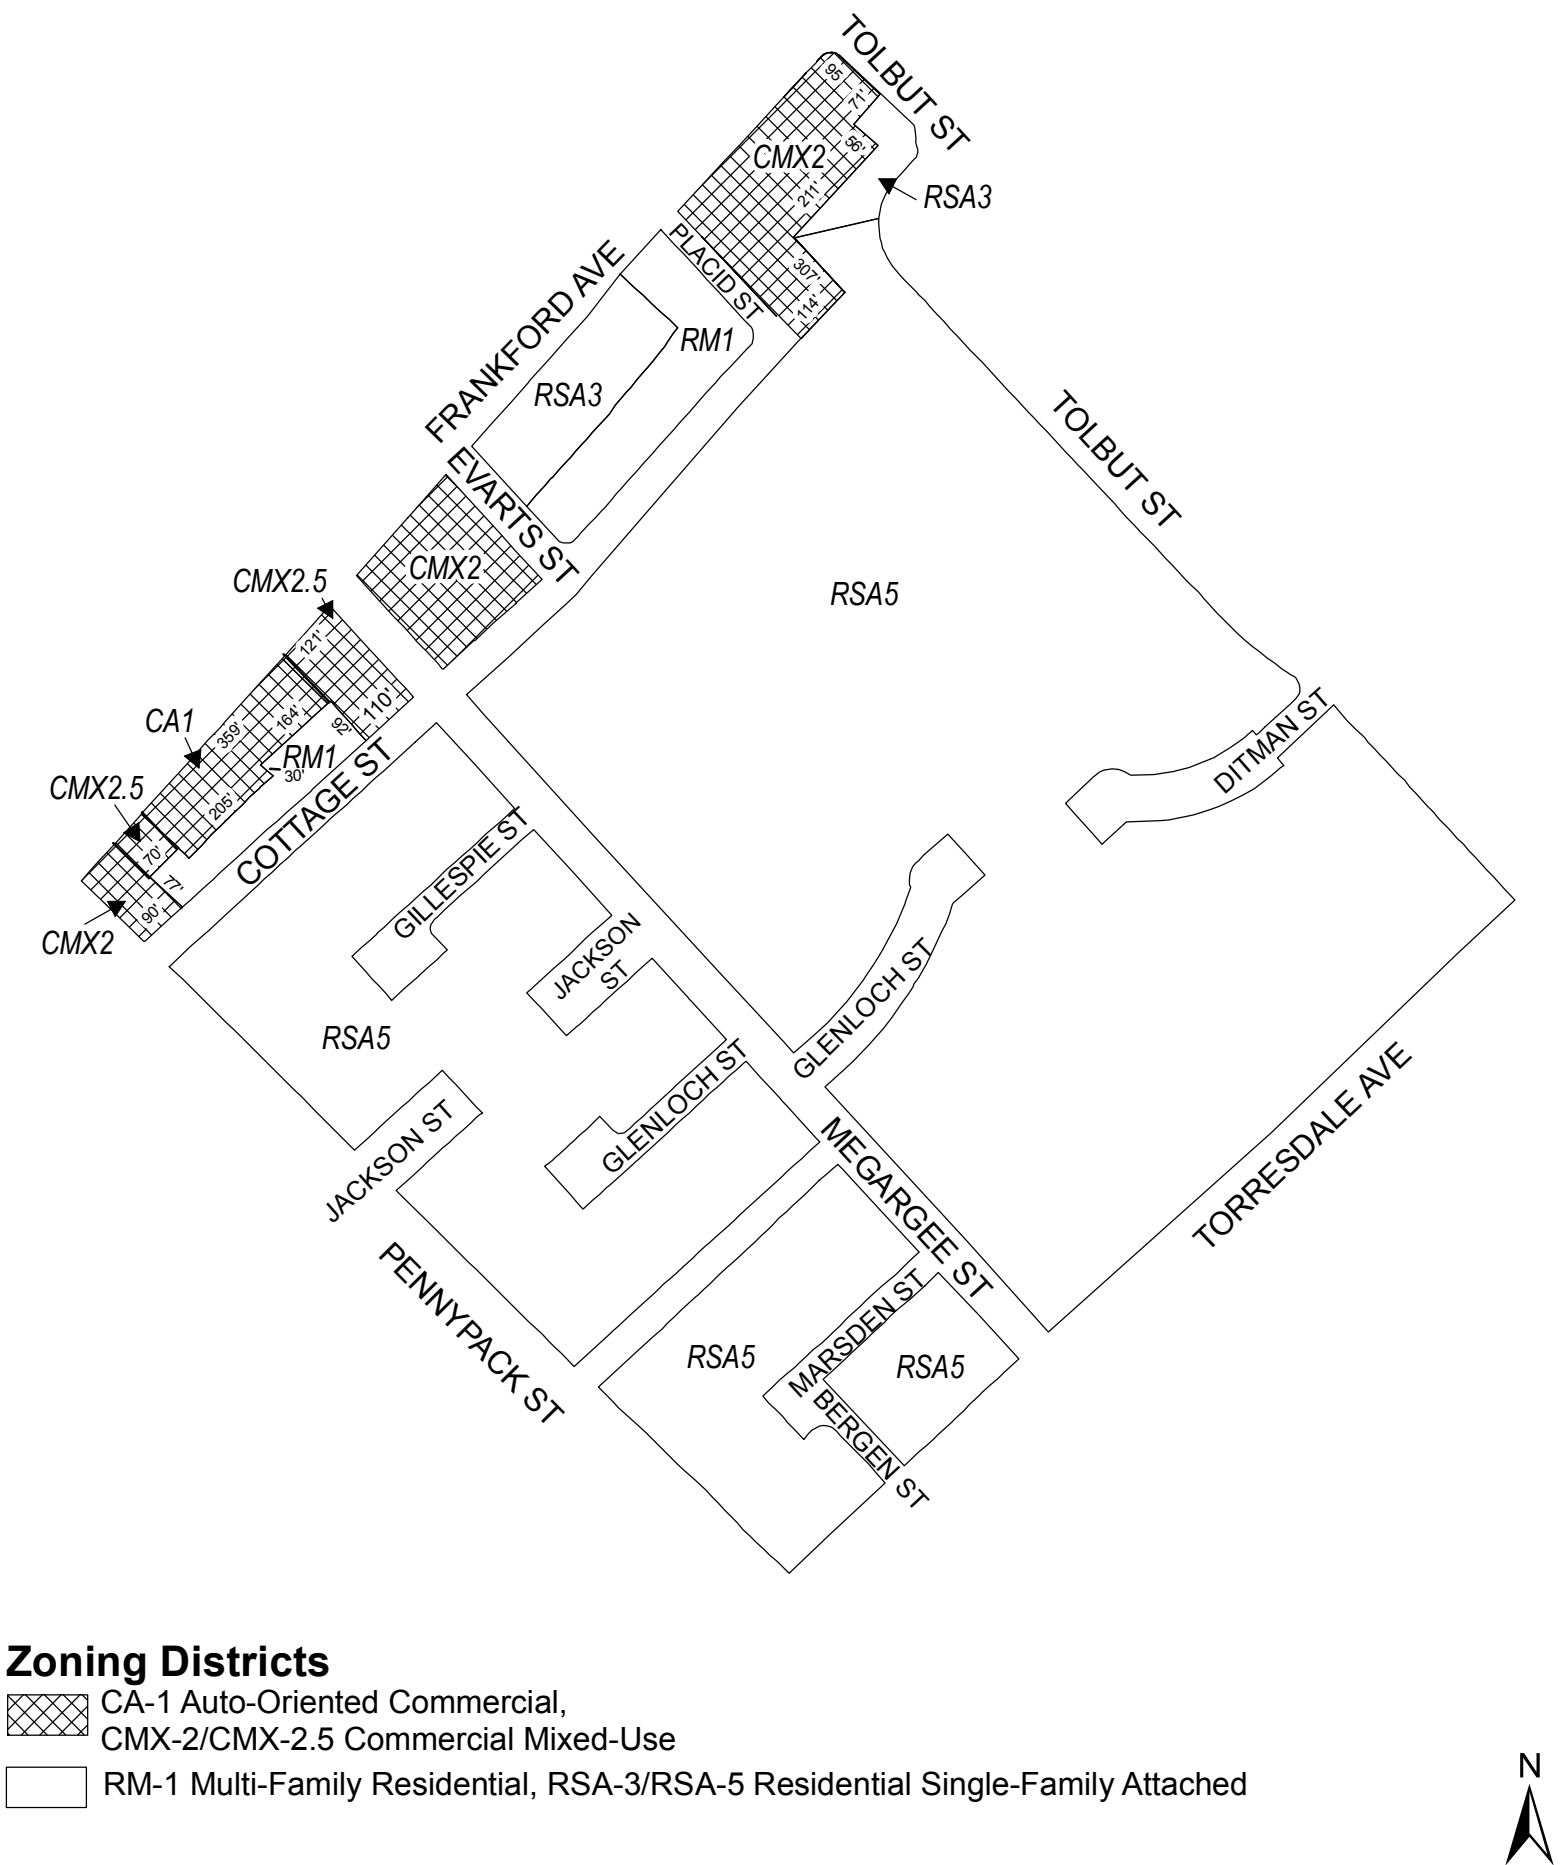 TOLBUT ST
95
71'
CMX2
56'
211'
RSA3
PLACID ST
307'
114'
FRANKFORD AVE
RM1
RSA3
TOLBUT ST
EVARTS ST
CMX2
CMX2.5
RSA5
121'
110'
CA1
359'
164'
92'
RM1
30'
DITMAN ST
CMX2.5
205'
COTTAGE ST
70'
77'
90'
CMX2
GILLESPIE ST
JACKSON
ST
GLENLOCH ST
RSA5
GLENLOCH ST
JACKSON ST
MEGARGEE ST
TORRESDALE AVE
PENNYPACK ST
MARSDEN ST
RSA5
RSA5
BERGEN ST
Zoning Districts
CA-1 Auto-Oriented Commercial,
CMX-2/CMX-2.5 Commercial Mixed-Use
RM-1 Multi-Family Residential, RSA-3/RSA-5 Residential Single-Family Attached
N